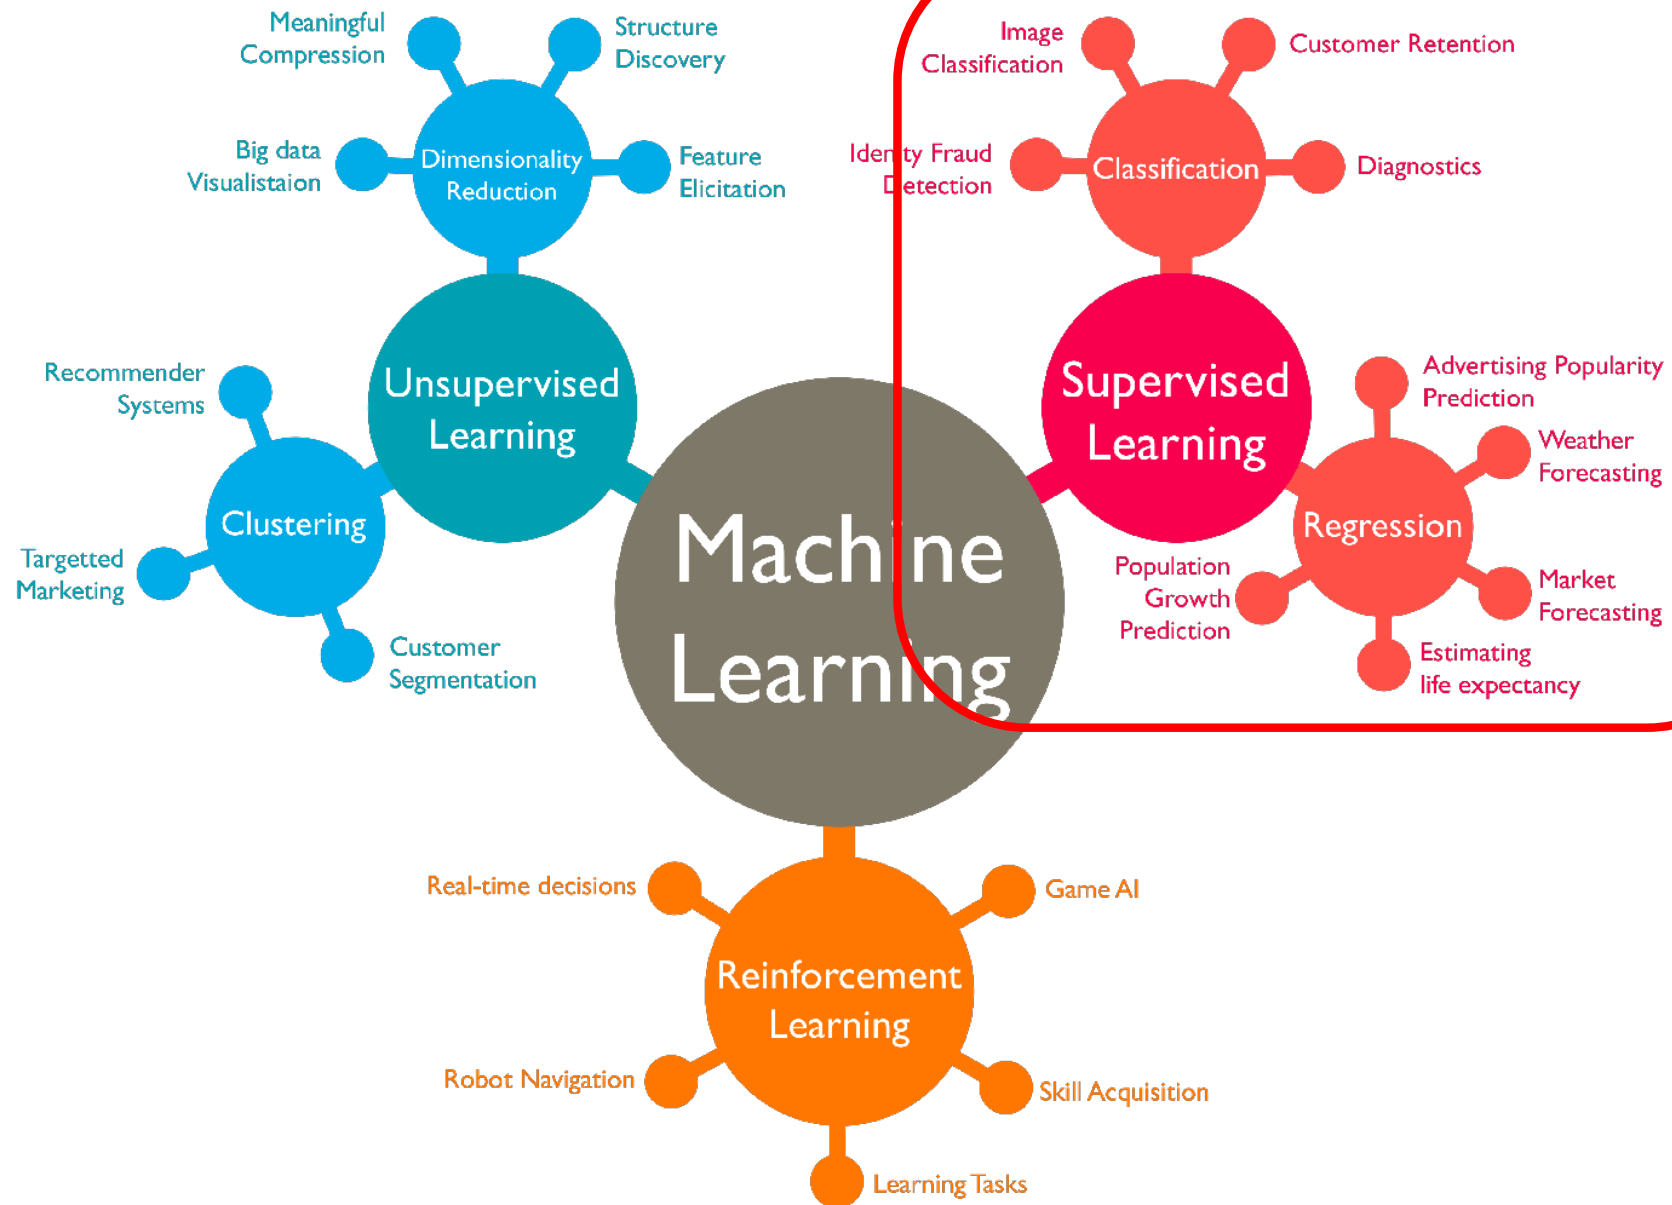 Meaningful
Compression
Structure
Discovery
Big data
Visualistaion
Dimensionality
Reduction
Feature
Elicitation
Image
Classification
Customer Retention
Identity Fraud
Detection
Classification
Diagnostics
Unsupervised
Learning
Supervised
Learning
Recommender
Systems
Clustering
Targetted
Marketing
Customer
Segmentation
Machine
Learning
Advertising Popularity
Prediction
Weather
Forecasting
Regression
Population
Growth
Prediction
Market
Forecasting
Estimating
life expectancy
Real-time decisions
Game AI
Reinforcement
Learning
Robot Navigation
Skill Acquisition
Learning Tasks